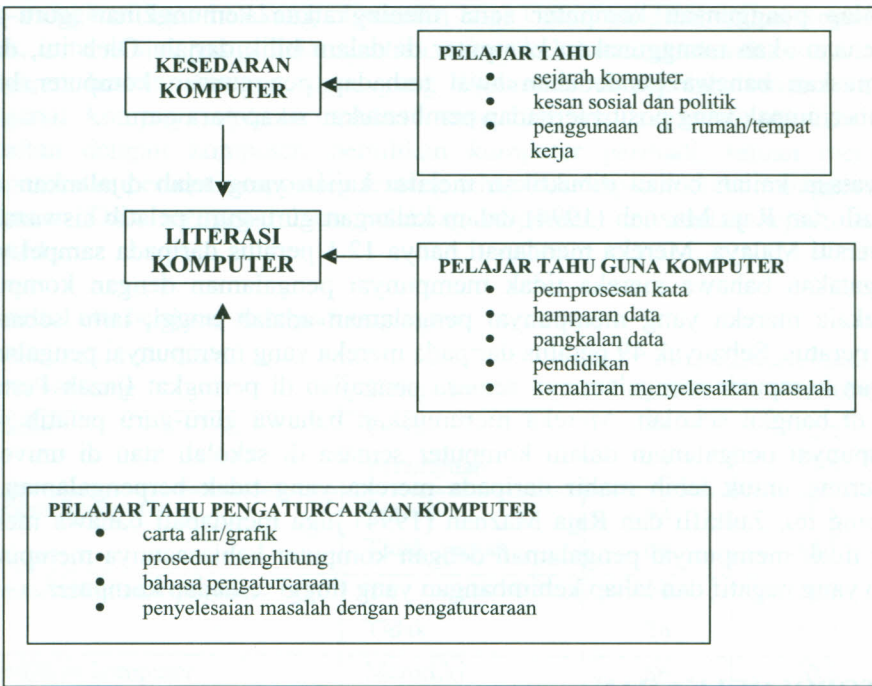 KESEDARAN
KOMPUTER
PELAJAR TAHU
• sejarah komputer
• kesan sosial dan politik
• penggunaan di rumah/tempat
kerja
LITERASI
KOMPUTER
PELAJAR TAHU GUNA KOMPUTER
• pemprosesan kata
• hamparan data
• pangkalan data
• pendidikan
• kemahiran menyelesaikan masalah
PELAJAR TAHU PENGATURCARAAN KOMPUTER
• carta alir/grafik
• prosedur menghitung
• bahasa pengaturcaraan
• penyelesaian masalah dengan pengaturcaraan